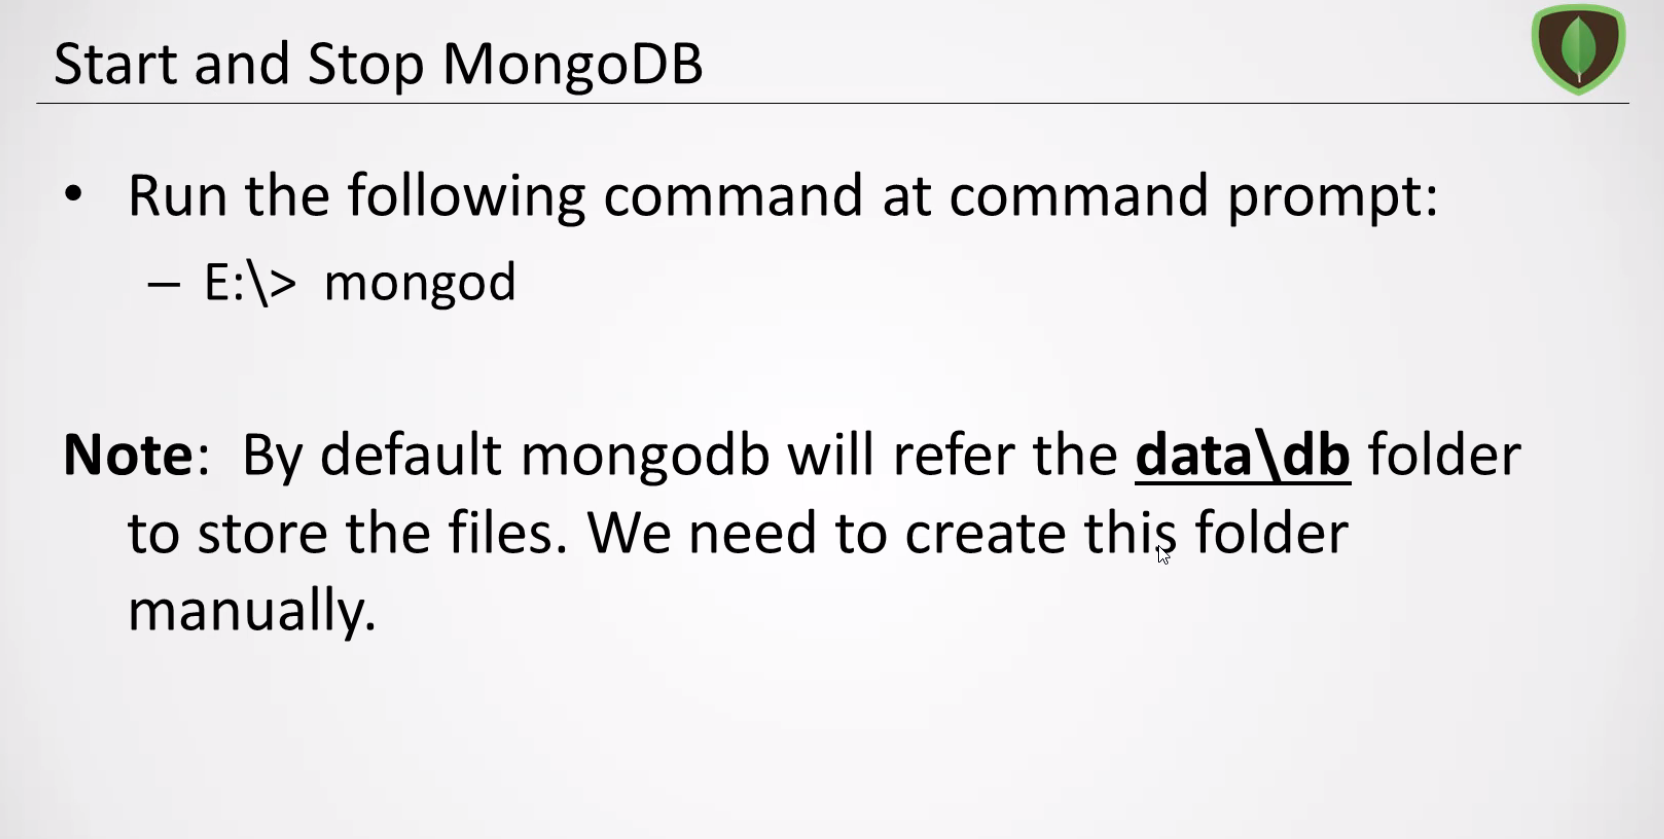 Start and Stop MongoDB
• Run the following command at command prompt:
– E:\> mongod
Note: By default mongodb will refer the data\db folder
to store the files. We need to create this folder
manually.